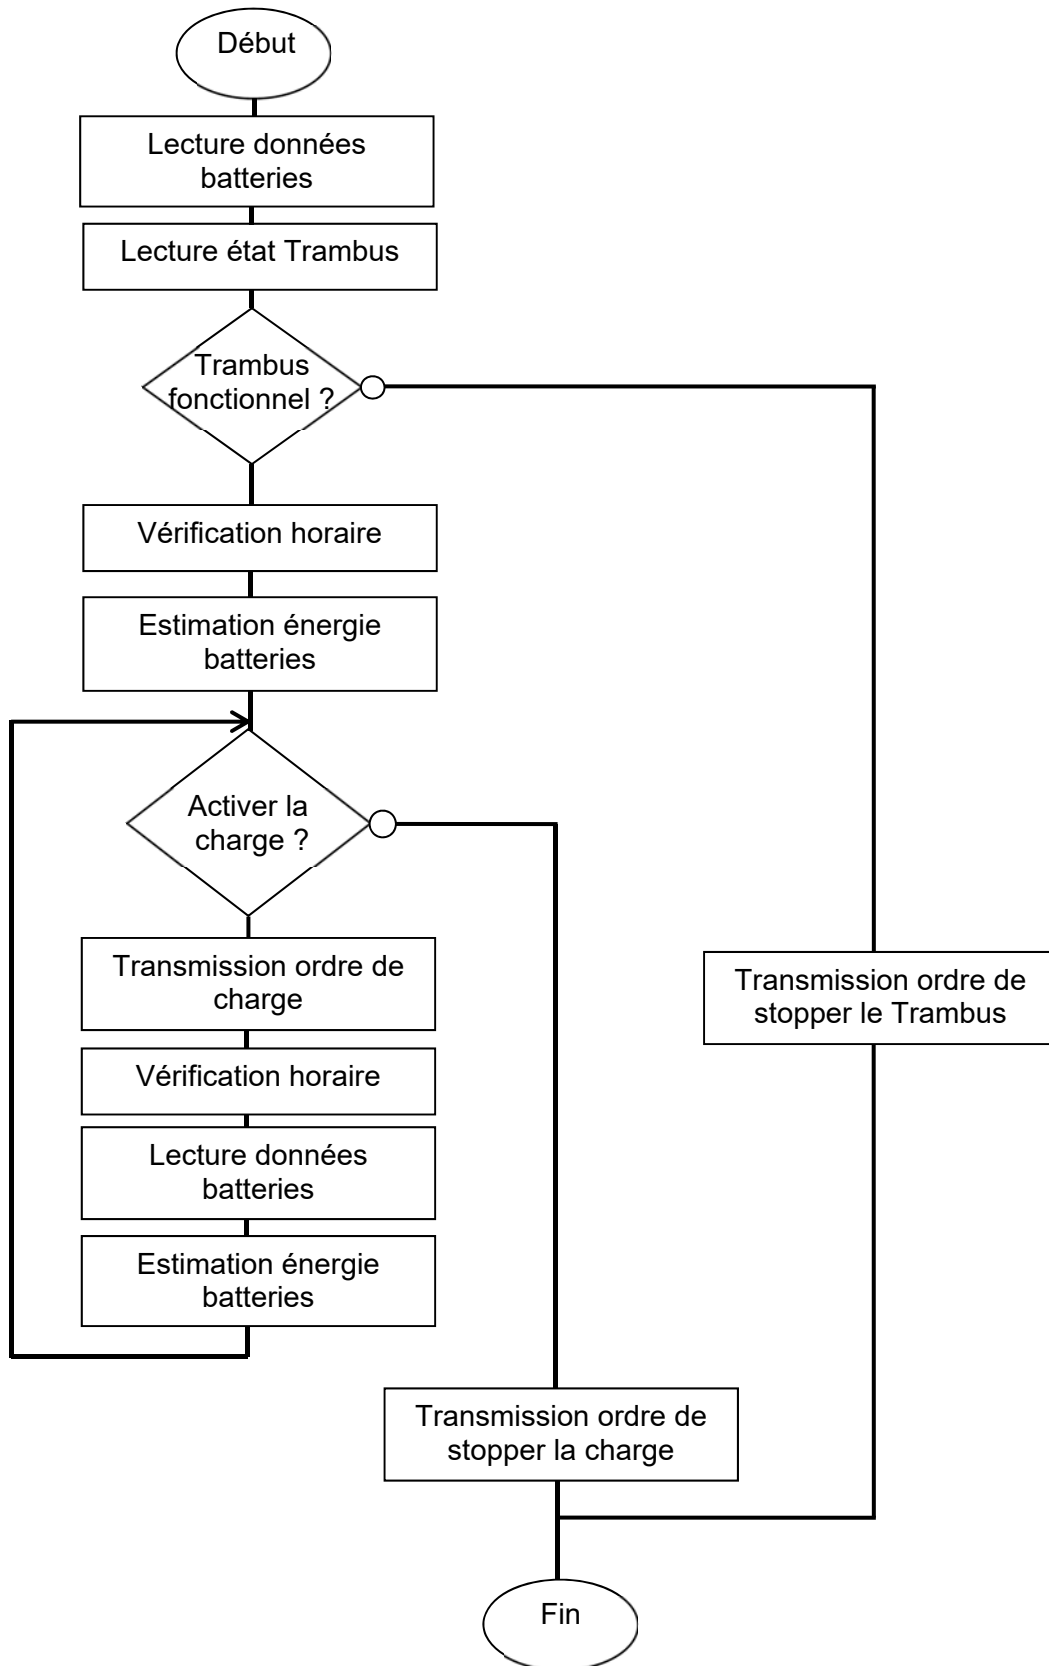 Début
Lecture données
batteries
Lecture état Trambus
Trambus
fonctionnel ?
Vérification horaire
Estimation énergie
batteries
Activer la
charge ?
Transmission ordre de
charge
Vérification horaire
Lecture données
batteries
Estimation énergie
batteries
Transmission ordre de
stopper le Trambus
Transmission ordre de
stopper la charge
Fin